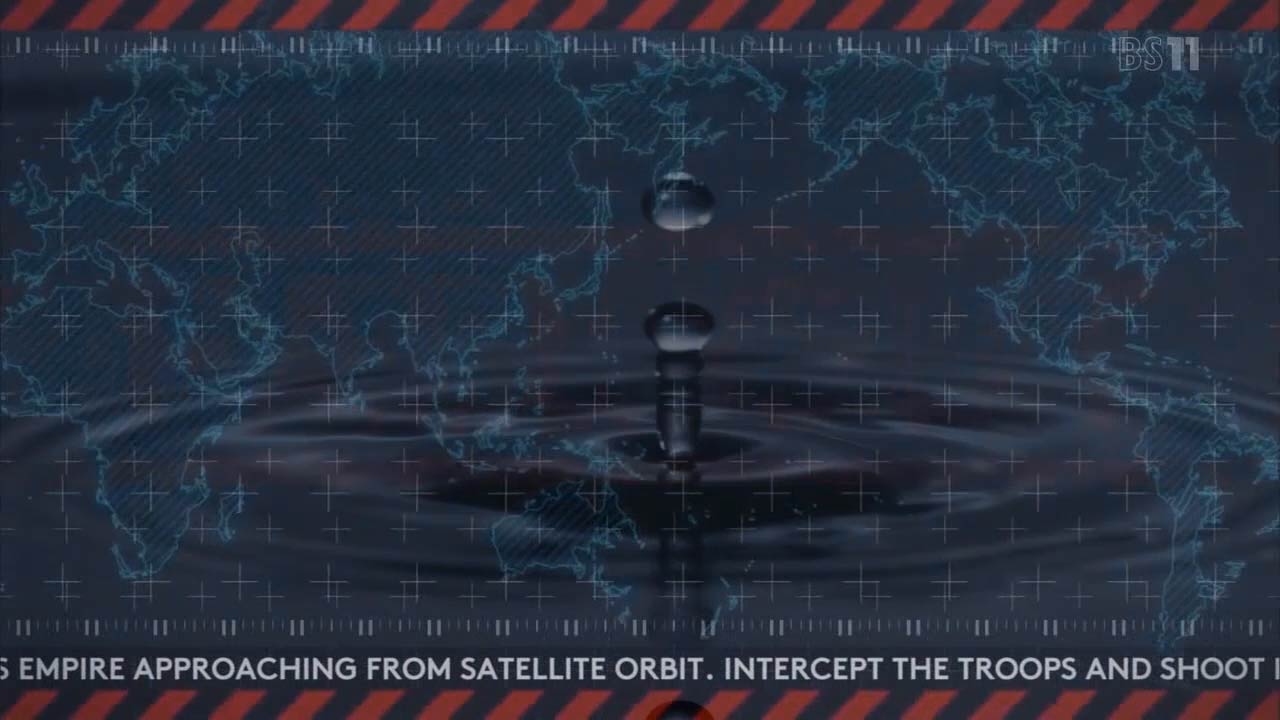 BS11
EMPIRE APPROACHING FROM SATELLITE ORBIT. INTERCEPT THE TROOPS AND SHOOT